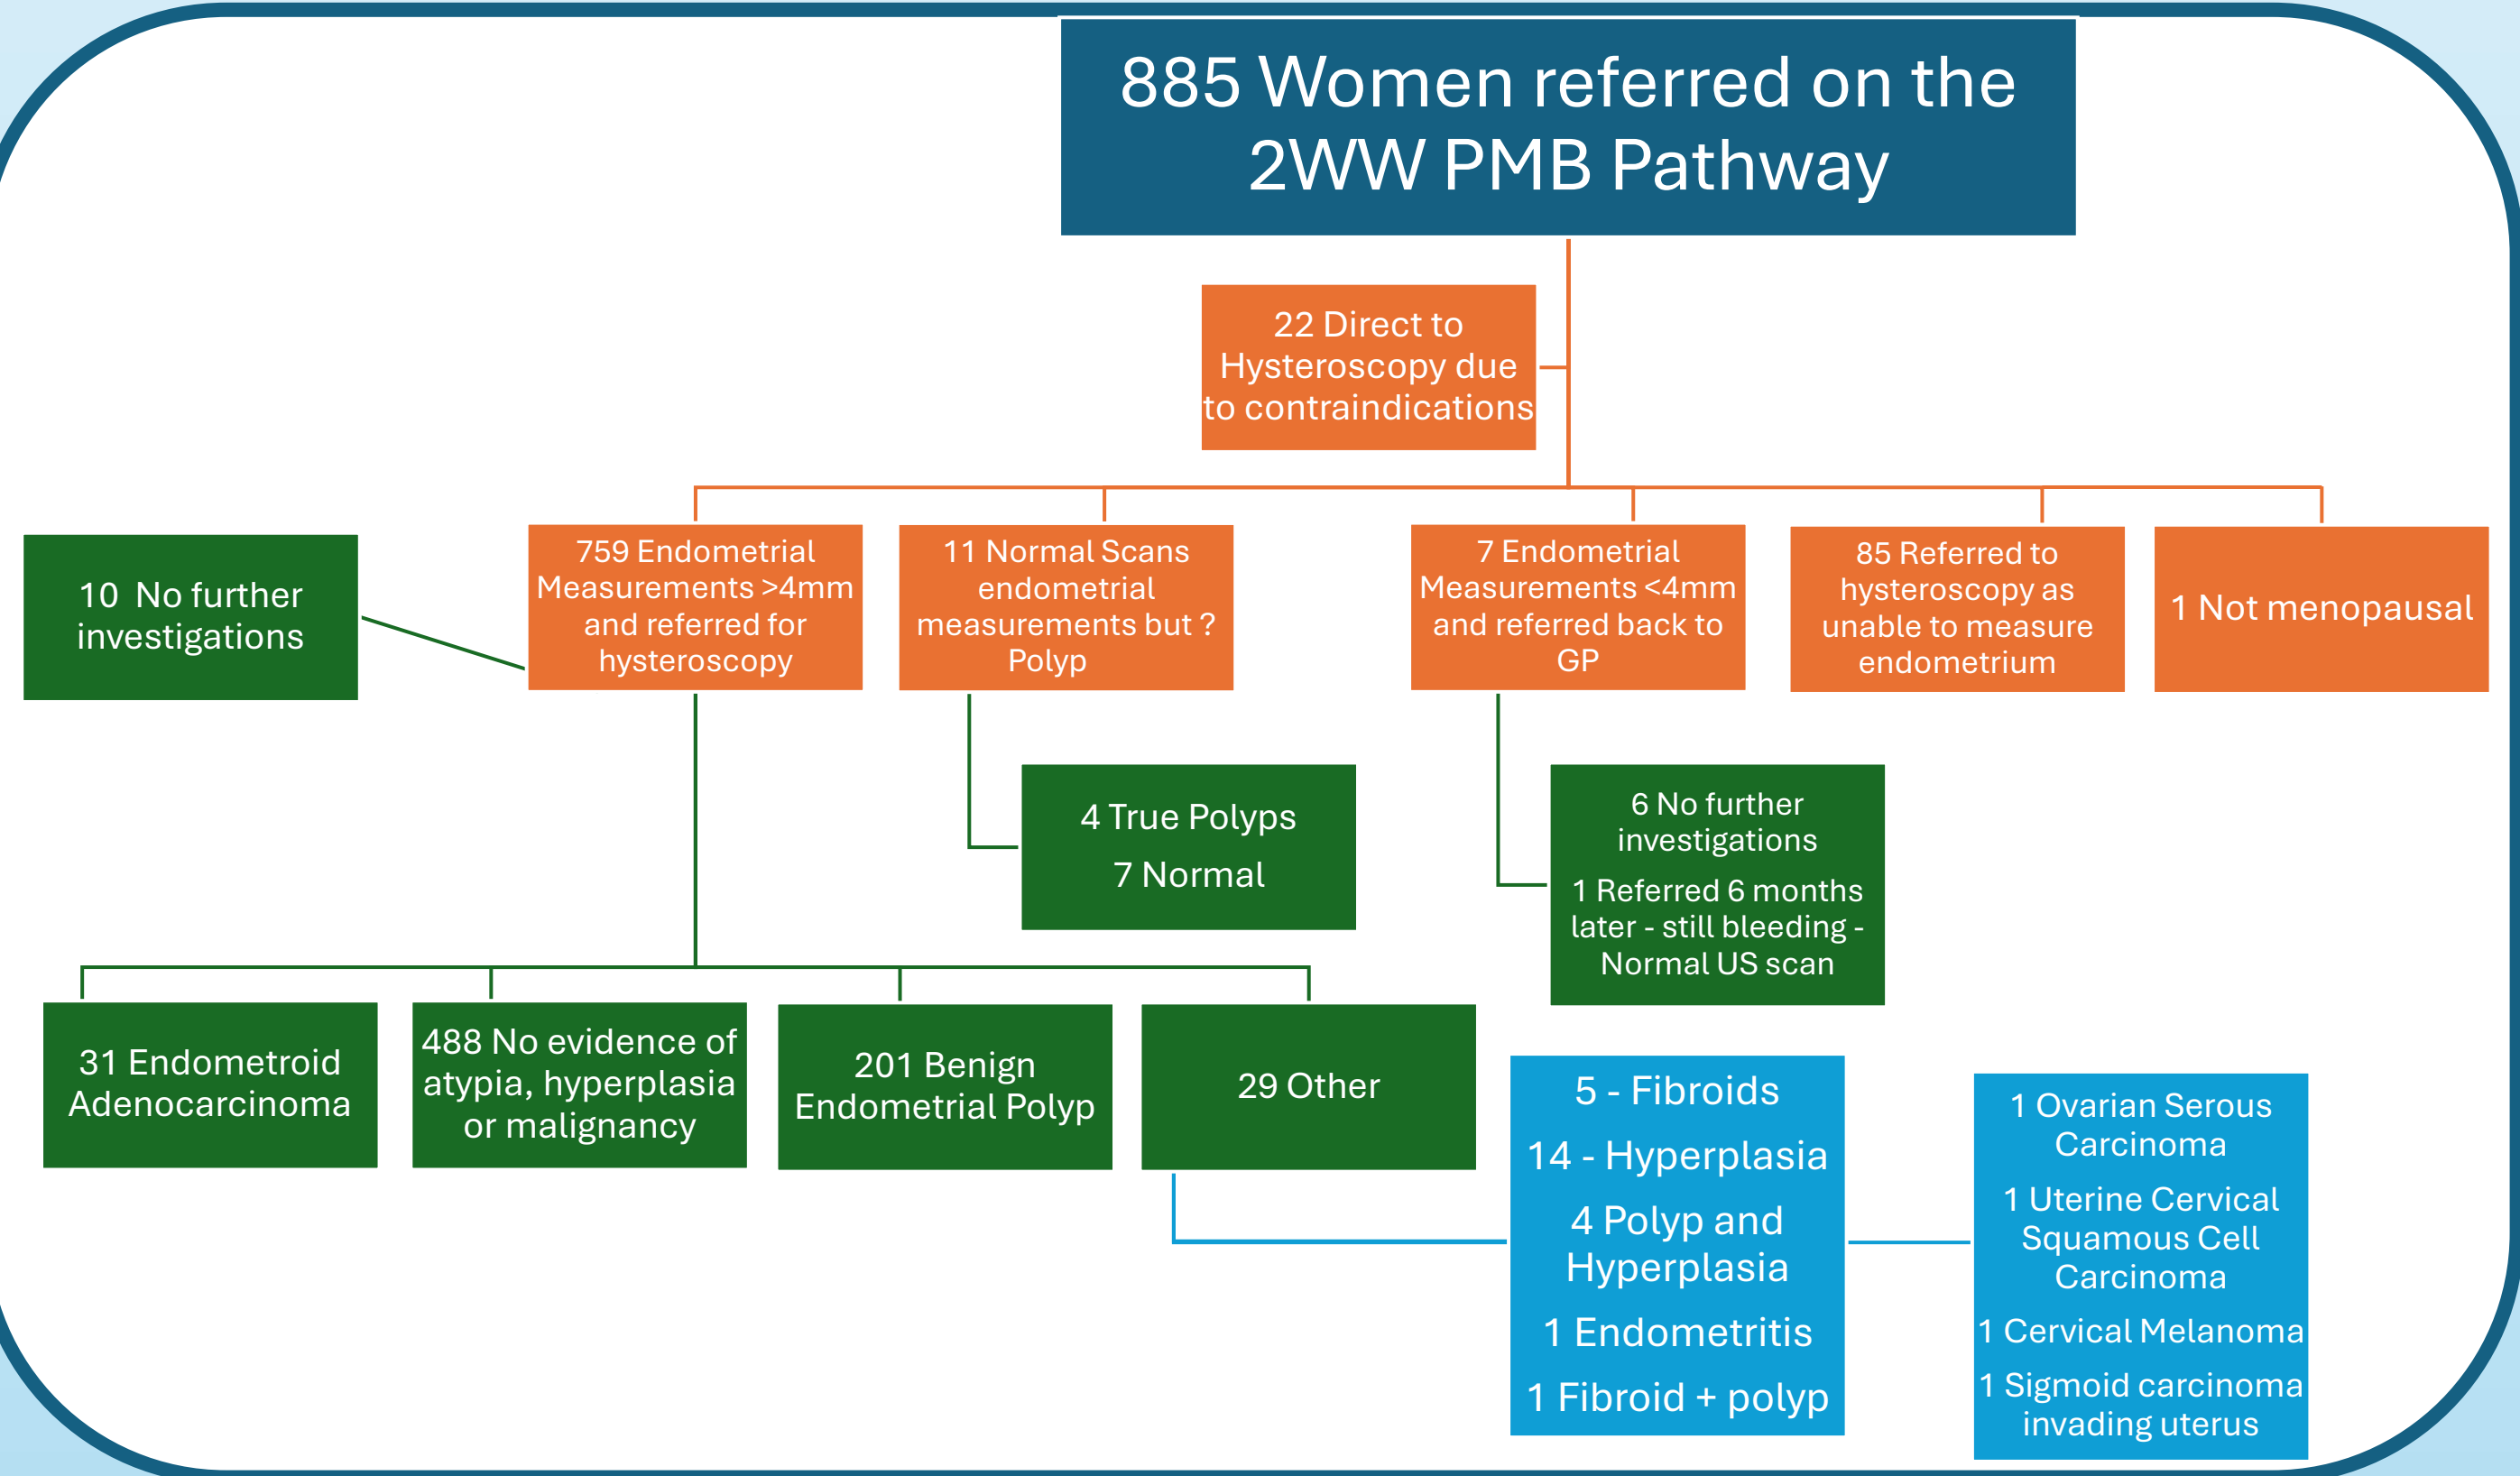 885 Women referred on the
2WW PMB Pathway
22 Direct to
Hysteroscopy due
to contraindications
10  No further
investigations
759 Endometrial
Measurements >4mm
and referred for
hysteroscopy
11 Normal Scans
endometrial
measurements but ?
Polyp
7 Endometrial
Measurements <4mm
and referred back to
GP
85 Referred to
hysteroscopy as
unable to measure
endometrium
1 Not menopausal
4 True Polyps
7 Normal
6 No further
investigations
1 Referred 6 months
later - still bleeding -
Normal US scan
31 Endometroid
Adenocarcinoma
488 No evidence of
atypia, hyperplasia
or malignancy
201 Benign
Endometrial Polyp
29 Other
5 - Fibroids
14 - Hyperplasia
4 Polyp and
Hyperplasia
1 Endometritis
1 Fibroid + polyp
1 Ovarian Serous
Carcinoma
1 Uterine Cervical
Squamous Cell
Carcinoma
1 Cervical Melanoma
1 Sigmoid carcinoma
invading uterus